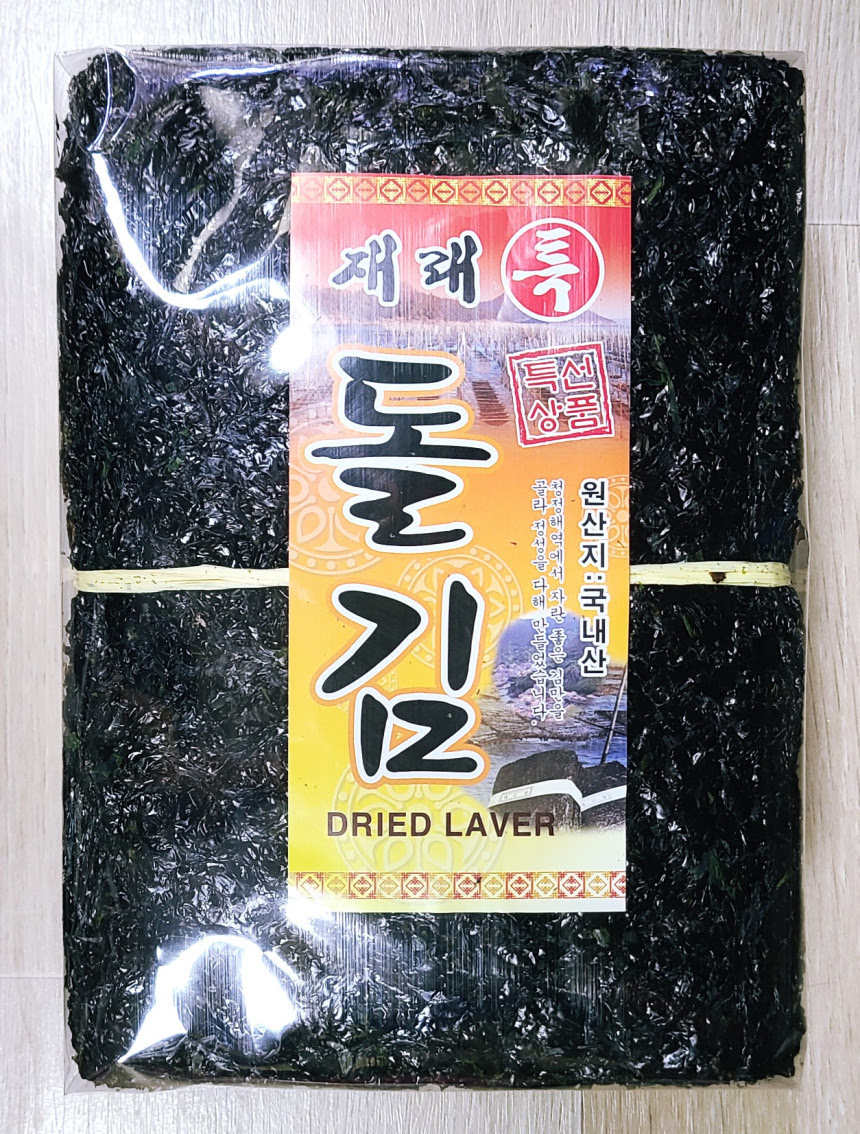 재래
특
특선
상품
돌김
원산지:국내산
청정해역에서 자란 좋은 김만을
골라 정성을 다해 만들었습니다.
DRIED LAVER